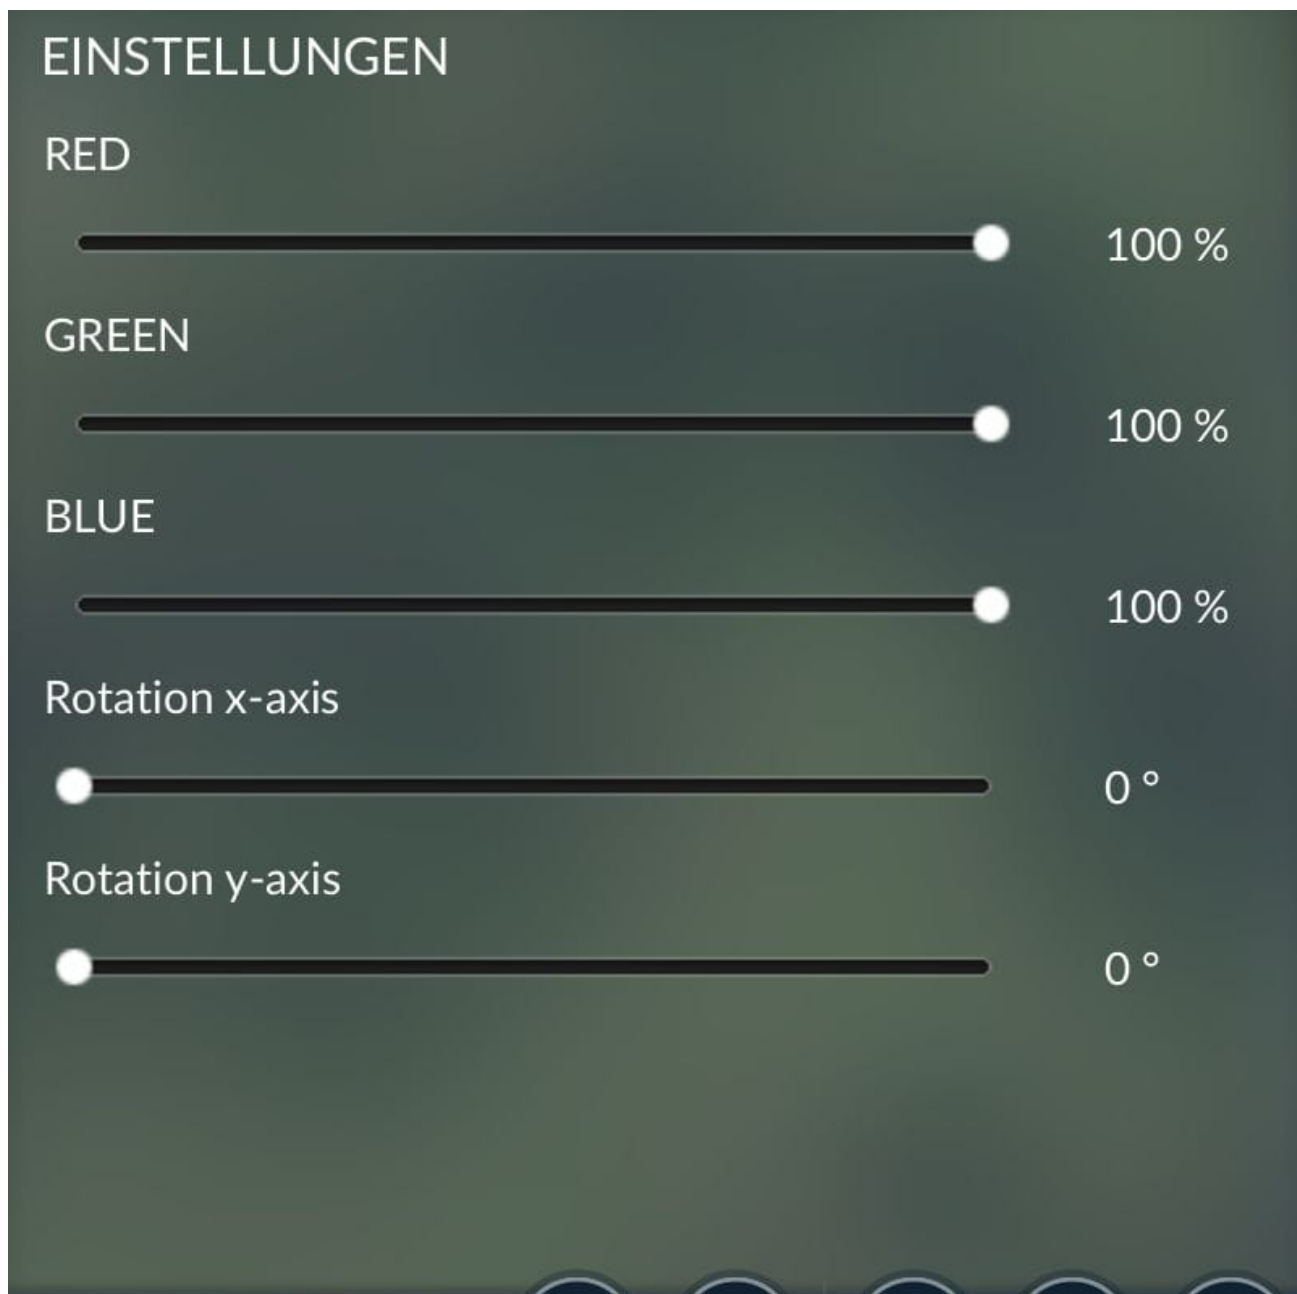 EINSTELLUNGEN
RED
100 %
GREEN
100 %
BLUE
100 %
Rotation x-axis
0 °
Rotation y-axis
0 °